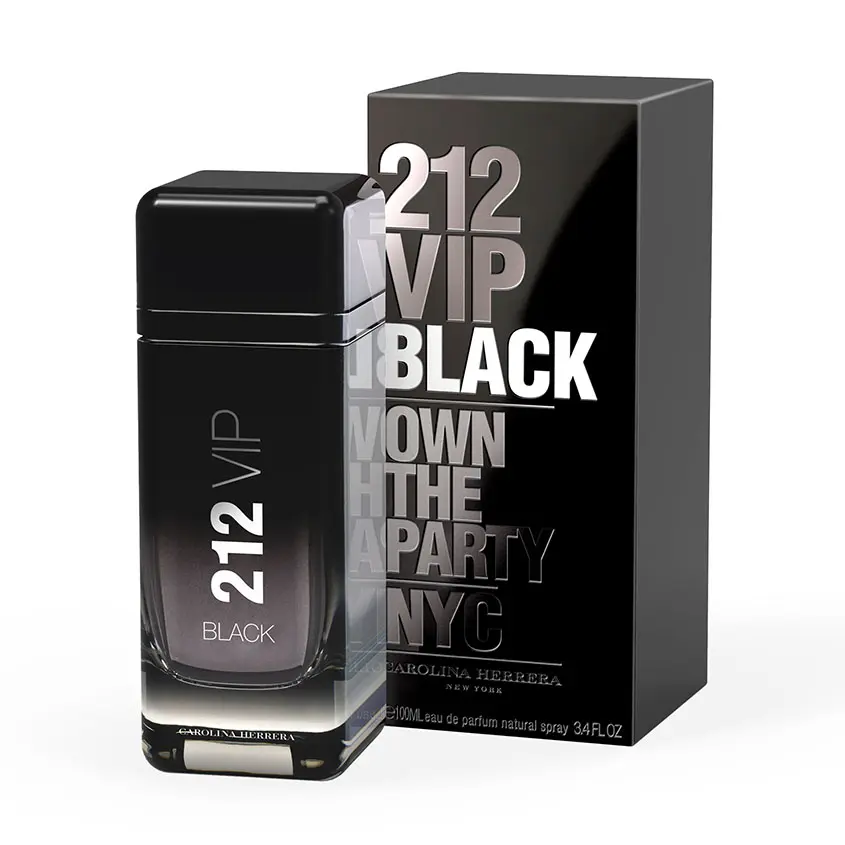 212 VIP
BLACK
CAROLINA HERRERA
212
VIP
BLACK
OWN
THE
PARTY
NYC
CAROLINA HERRERA
NEW YORK
℮100ML eau de parfum natural spray 3.4 FL OZ